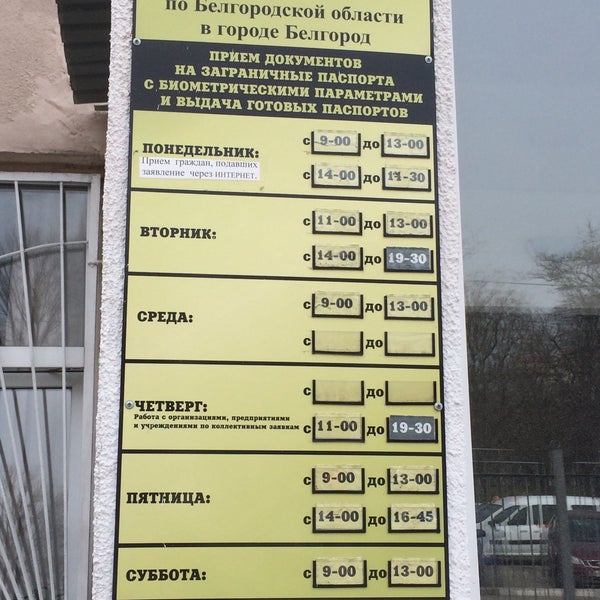 по Белгородской области
в городе Белгород
ПРИЕМ ДОКУМЕНТОВ
НА ЗАГРАНИЧНЫЕ ПАСПОРТА
С БИОМЕТРИЧЕСКИМИ ПАРАМЕТРАМИ
И ВЫДАЧА ГОТОВЫХ ПАСПОРТОВ
ПОНЕДЕЛЬНИК: с 9-00 до 13-00
Прием граждан, подавших
заявление через ИНТЕРНЕТ. с 14-00 до 14-30
ВТОРНИК: с 11-00 до 13-00
с 14-00 до 19-30
СРЕДА: с 9-00 до 13-00
с до
ЧЕТВЕРГ: с до
Работа с организациями, предприятиями
и учреждениями по коллективным заявкам с 11-00 до 19-30
ПЯТНИЦА: с 9-00 до 13-00
с 14-00 до 16-45
СУББОТА: с 9-00 до 13-00